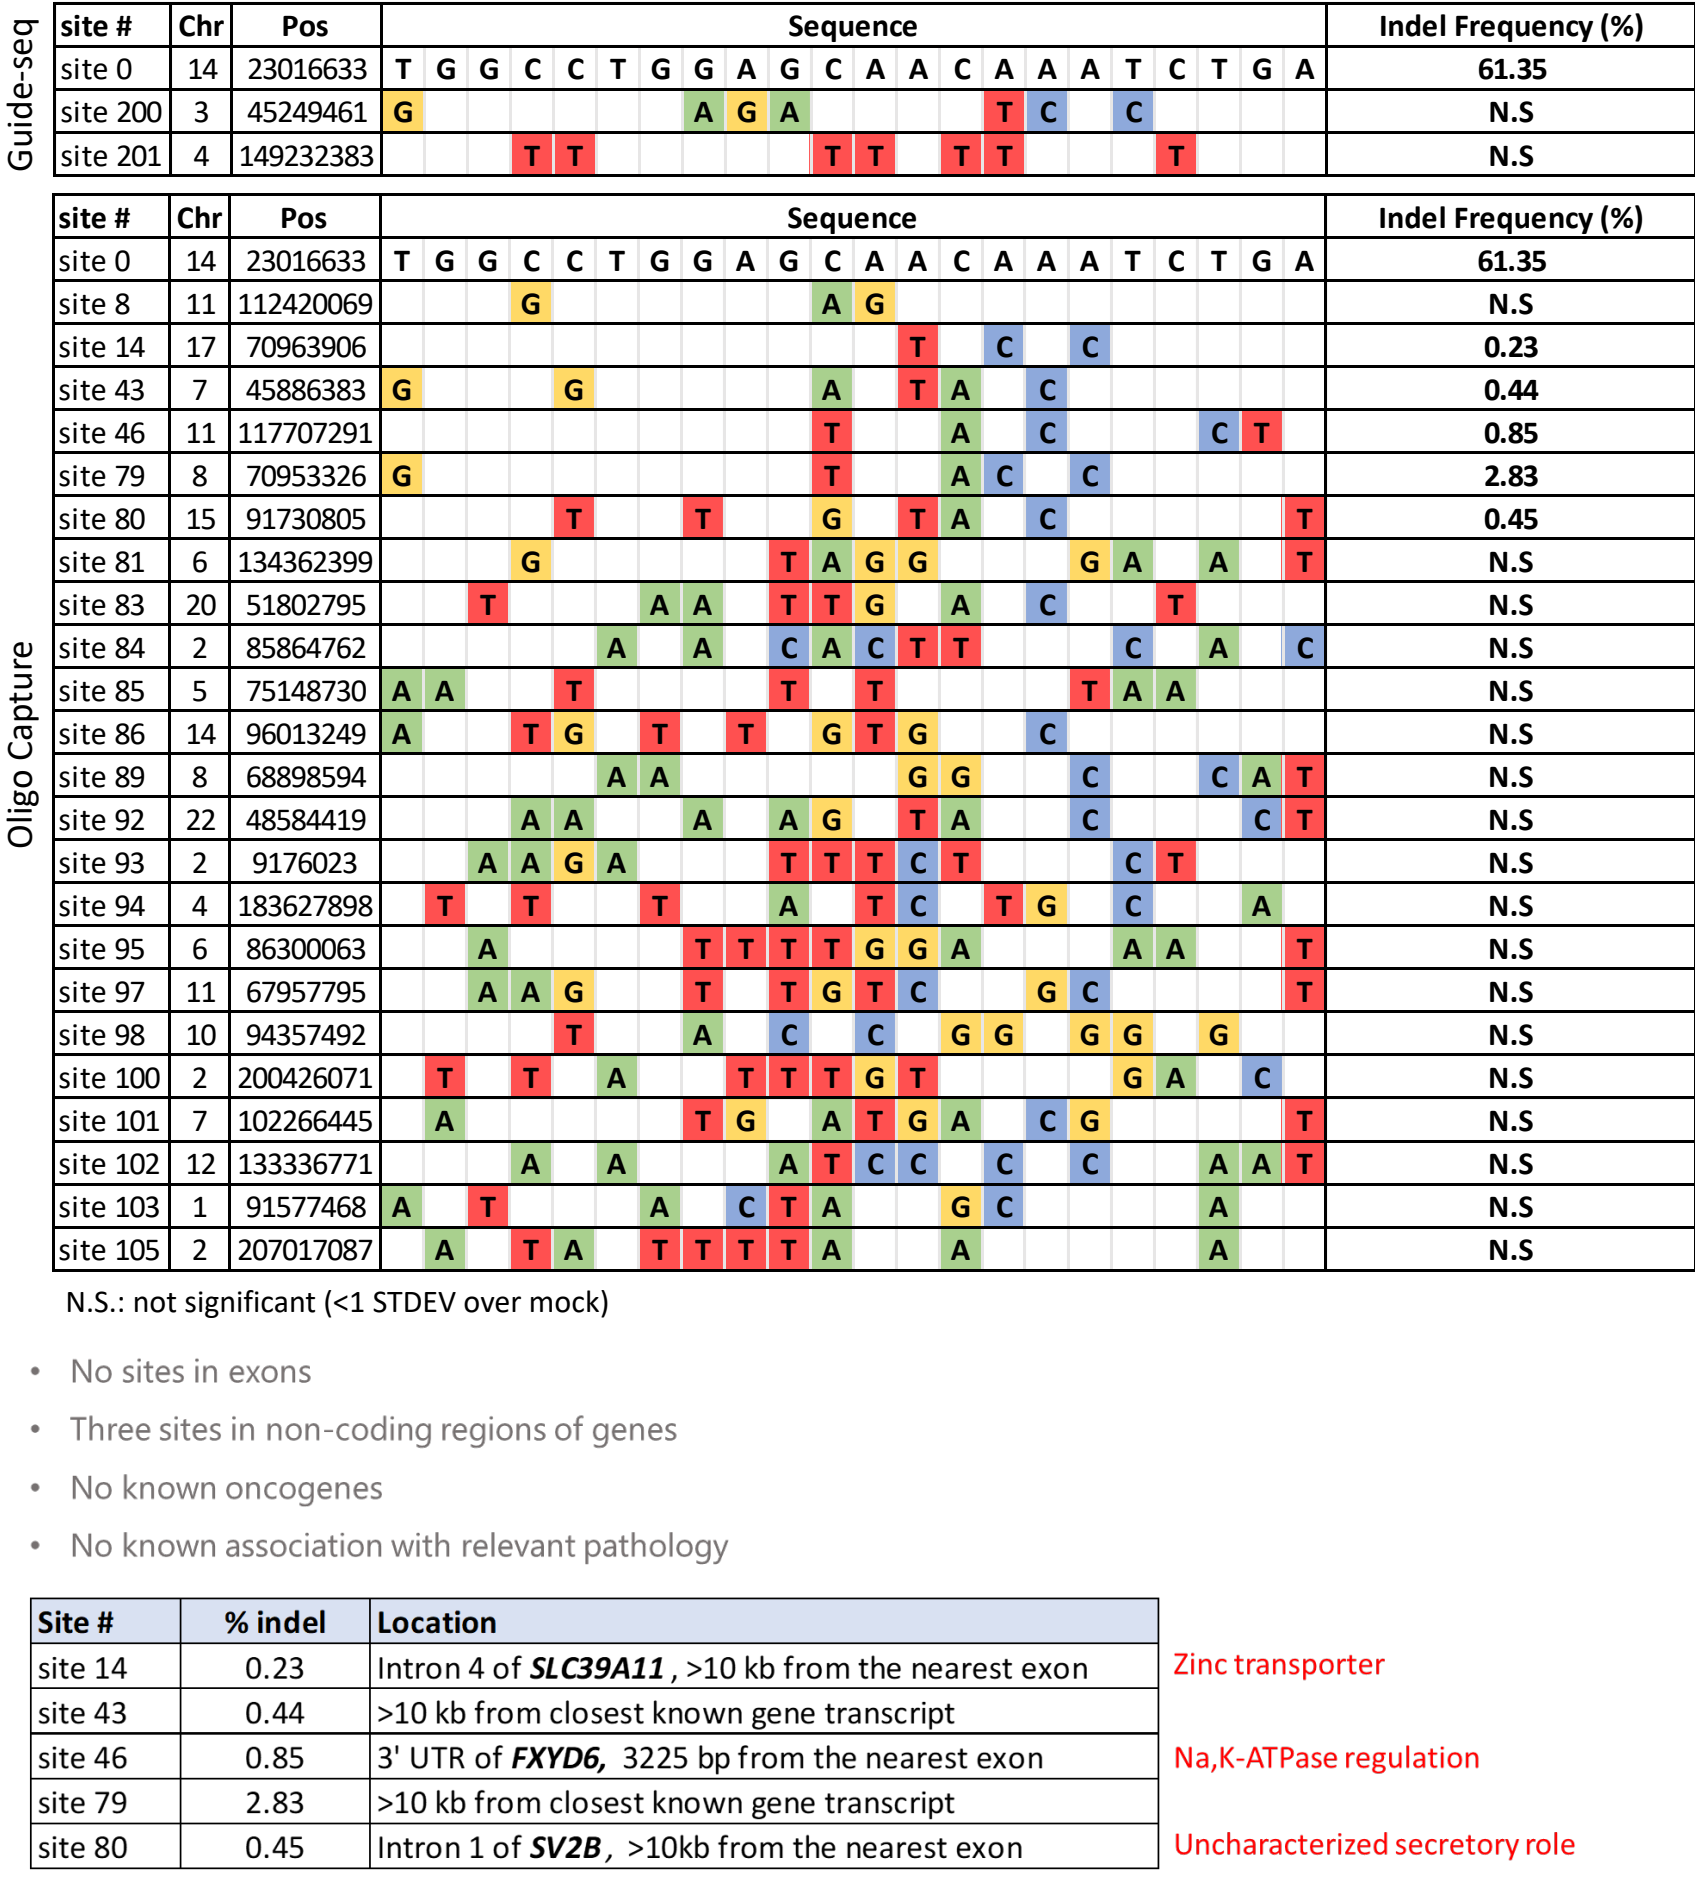 Guide-seq
site # Chr Pos Sequence Indel Frequency (%)
site 0 14 23016633 T G G C C T G G A G C A A C A A A T C T G A 61.35
site 200 3 45249461 G A G A T C C N.S
site 201 4 149232383 T T T T T T T N.S
Oligo Capture
site # Chr Pos Sequence Indel Frequency (%)
site 0 14 23016633 T G G C C T G G A G C A A C A A A T C T G A 61.35
site 8 11 112420069 G A G N.S
site 14 17 70963906 T C C 0.23
site 43 7 45886383 G G A T A C 0.44
site 46 11 117707291 T A C C T 0.85
site 79 8 70953326 G T A C C 2.83
site 80 15 91730805 T T G T A C T 0.45
site 81 6 134362399 G T A G G G A A T N.S
site 83 20 51802795 T A A T T G A C T N.S
site 84 2 85864762 A A C A C T T C A C N.S
site 85 5 75148730 A A T T T T A A N.S
site 86 14 96013249 A T G T T G T G C N.S
site 89 8 68898594 A A G G C C A T N.S
site 92 22 48584419 A A A A G T A C C T N.S
site 93 2 9176023 A A G A T T T C T C T N.S
site 94 4 183627898 T T T A T C T G C A N.S
site 95 6 86300063 A T T T T G G A A A T N.S
site 97 11 67957795 A A G T T G T C G C T N.S
site 98 10 94357492 T A C C G G G G G N.S
site 100 2 200426071 T T A T T T G T G A C N.S
site 101 7 102266445 A T G A T G A C G T N.S
site 102 12 133336771 A A A T C C C C A A T N.S
site 103 1 91577468 A T A C T A G C A N.S
site 105 2 207017087 A T A T T T T A A A N.S
N.S.: not significant (<1 STDEV over mock)
• No sites in exons
• Three sites in non-coding regions of genes
• No known oncogenes
• No known association with relevant pathology
Site # % indel Location
site 14 0.23 Intron 4 of SLC39A11, >10 kb from the nearest exon Zinc transporter
site 43 0.44 >10 kb from closest known gene transcript
site 46 0.85 3' UTR of FXYD6, 3225 bp from the nearest exon Na,K-ATPase regulation
site 79 2.83 >10 kb from closest known gene transcript
site 80 0.45 Intron 1 of SV2B, >10kb from the nearest exon Uncharacterized secretory role